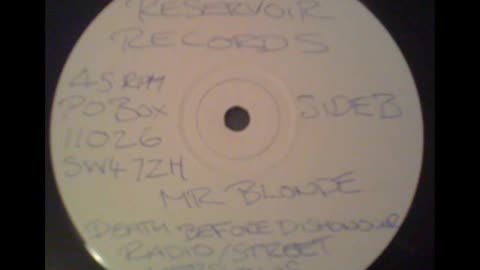 RESERVOIR
RECORDS
45 RPM
PO BOX
11026
SW4 7ZH
SIDE B
MR BLONDE
DEATH BEFORE DISHONOUR
RADIO/STREET